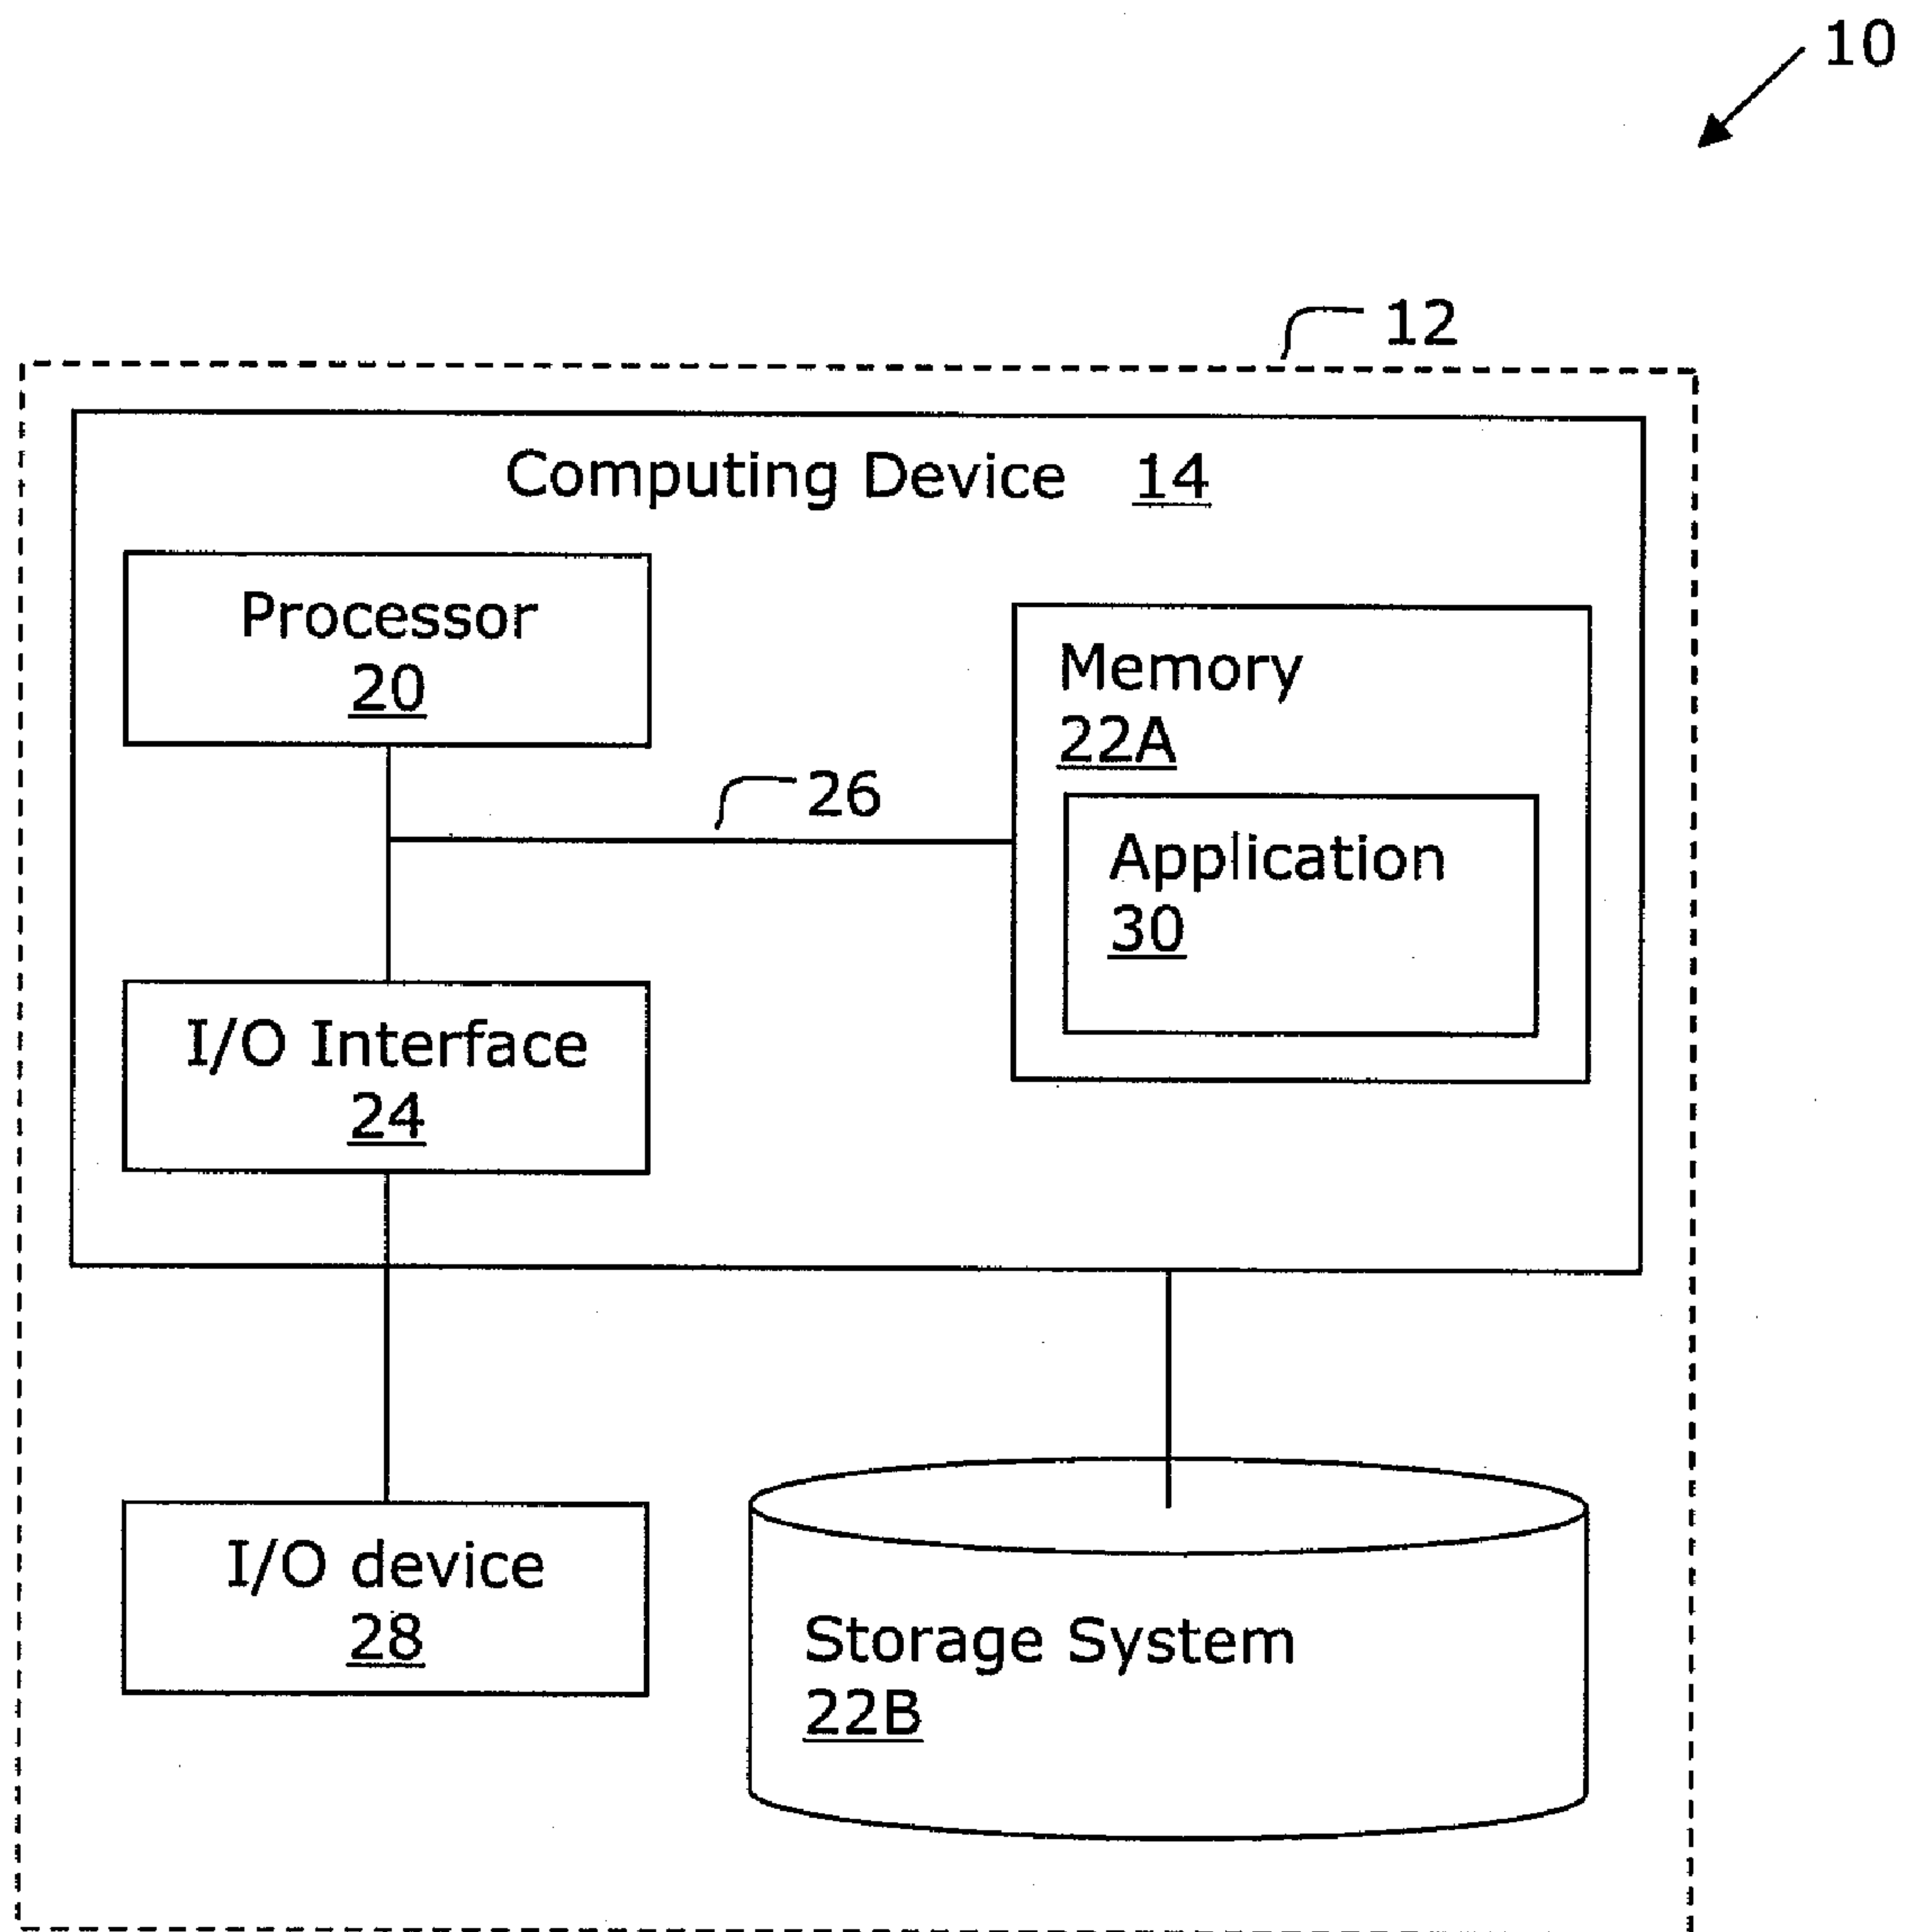 10
12
Computing Device 14
Processor
20
Memory
22A
26
Application
30
I/O Interface
24
I/O device
28
Storage System
22B